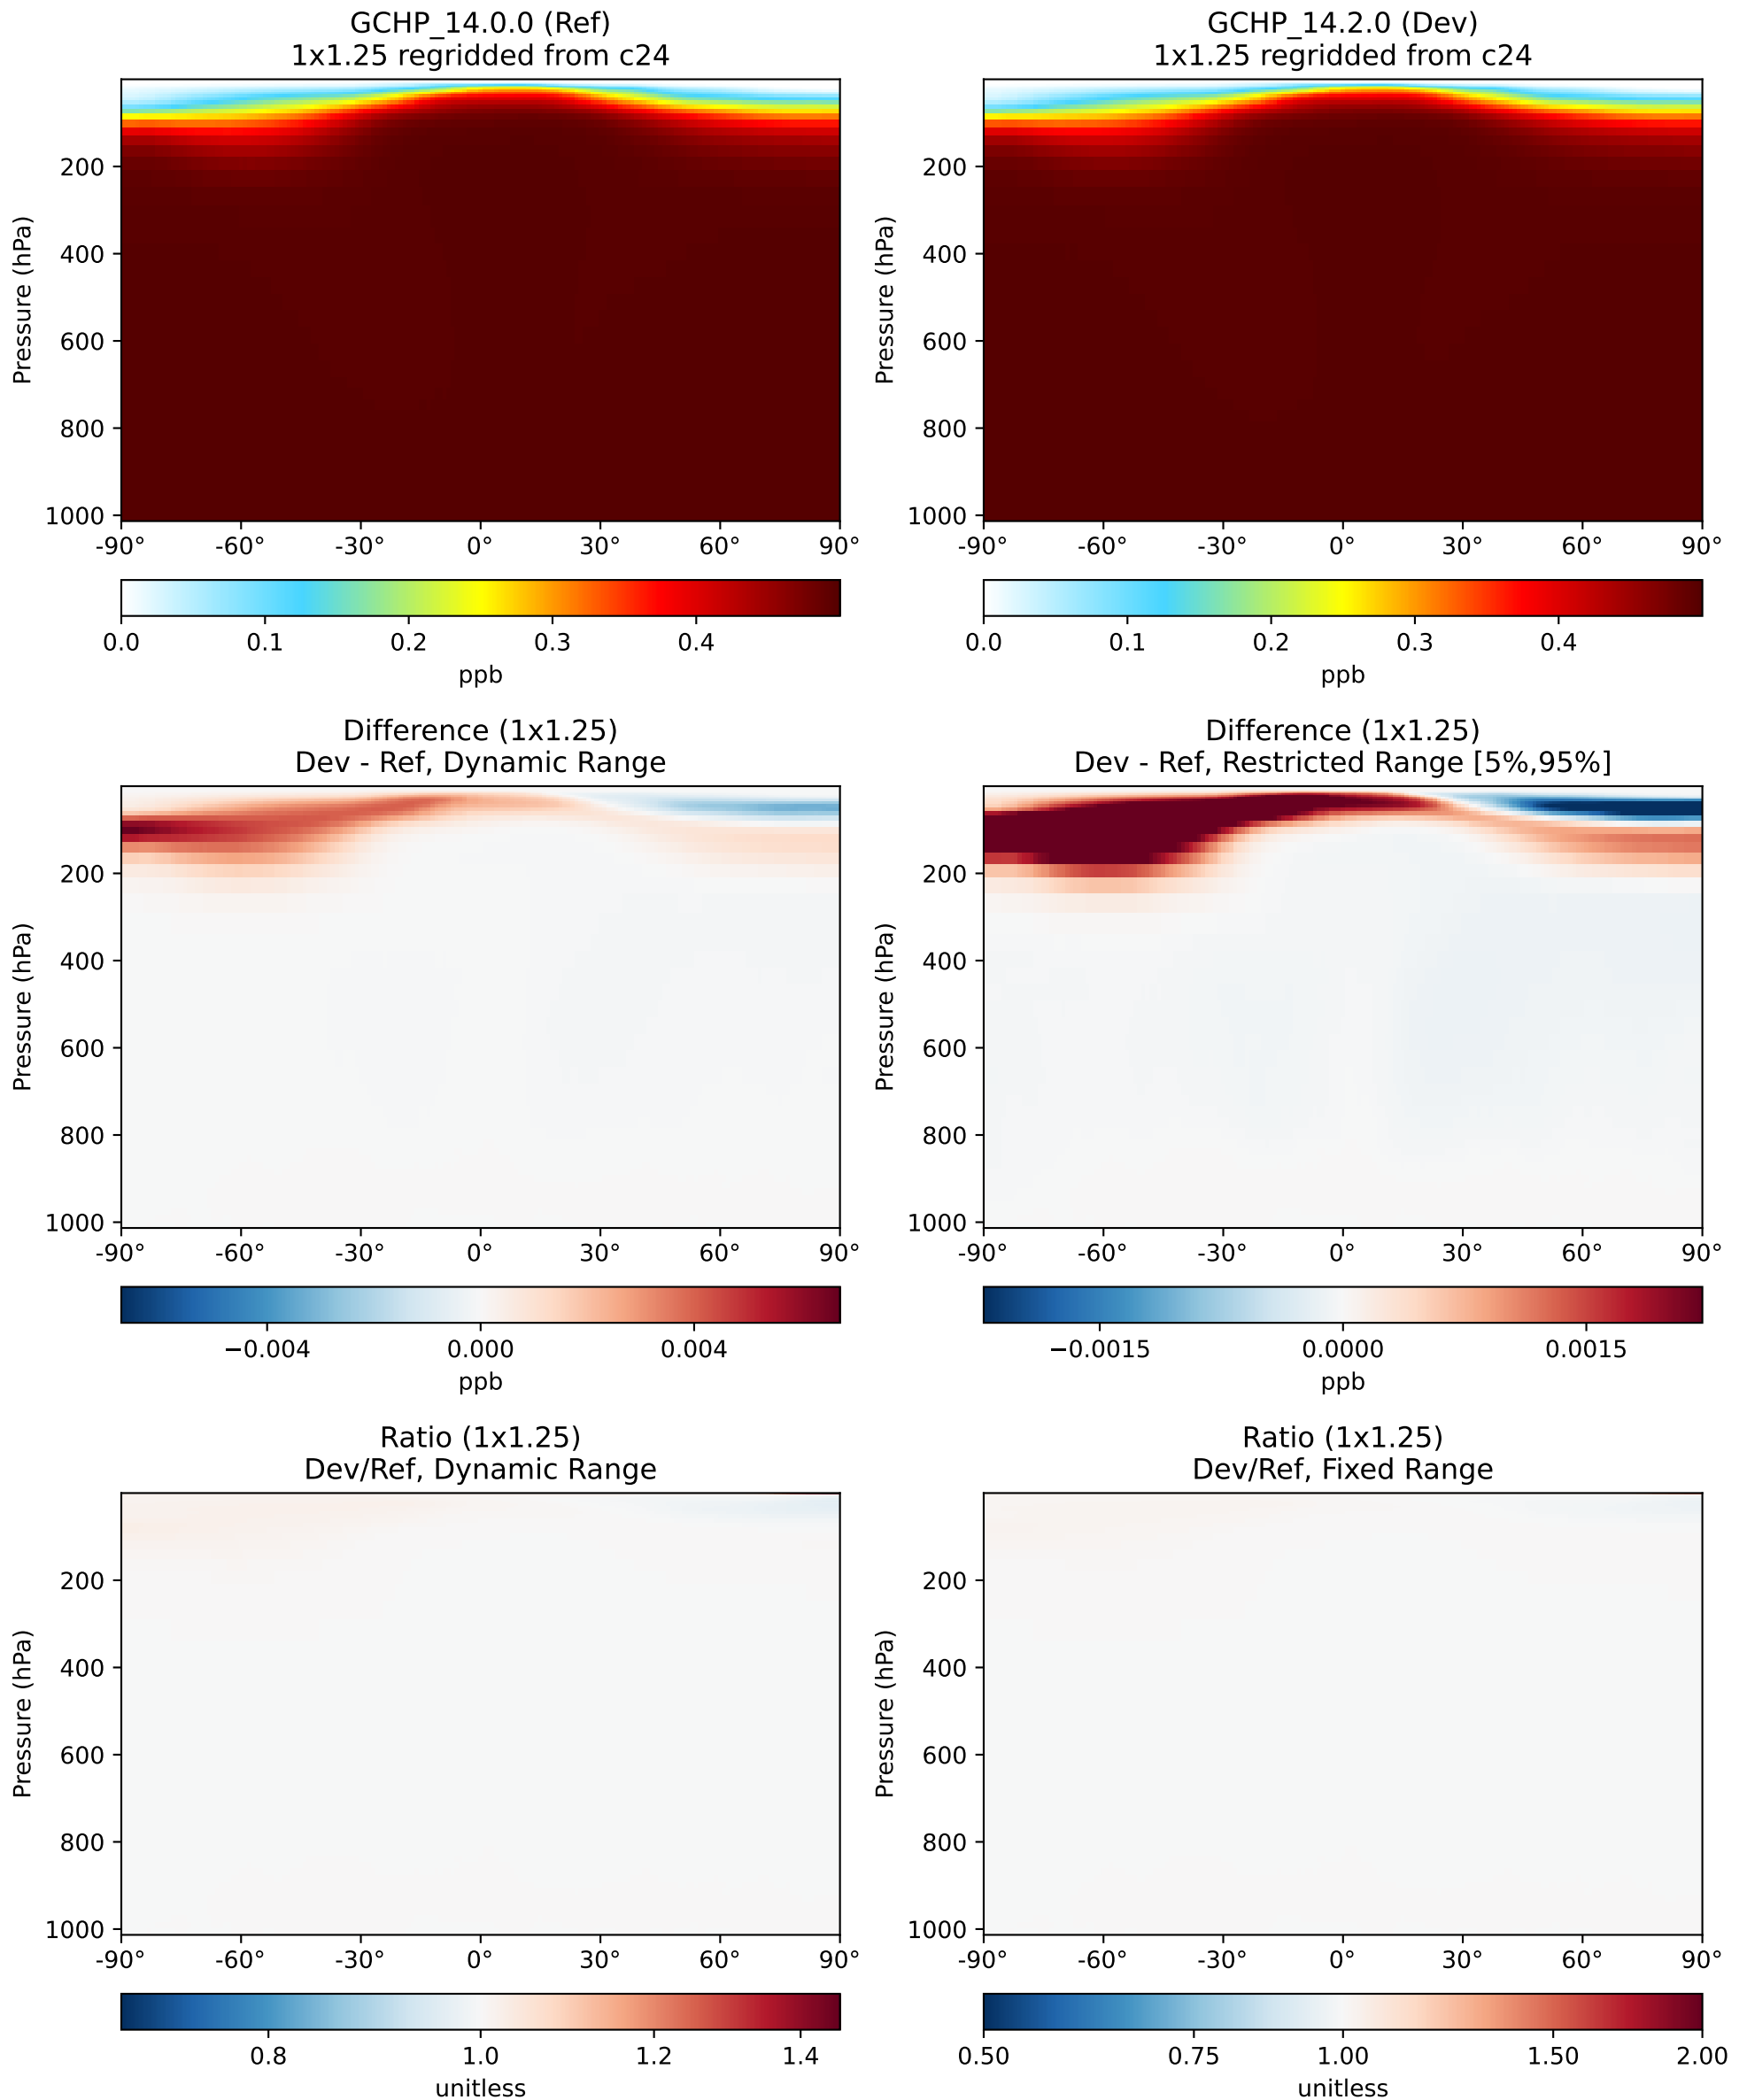 GCHP_14.0.0 (Ref)
1x1.25 regridded from c24
Pressure (hPa)
200
400
600
800
1000
-90° -60° -30° 0° 30° 60° 90°
0.0 0.1 0.2 0.3 0.4
ppb
GCHP_14.2.0 (Dev)
1x1.25 regridded from c24
Pressure (hPa)
200
400
600
800
1000
-90° -60° -30° 0° 30° 60° 90°
0.0 0.1 0.2 0.3 0.4
ppb
Difference (1x1.25)
Dev - Ref, Dynamic Range
Pressure (hPa)
200
400
600
800
1000
-90° -60° -30° 0° 30° 60° 90°
−0.004 0.000 0.004
ppb
Difference (1x1.25)
Dev - Ref, Restricted Range [5%,95%]
Pressure (hPa)
200
400
600
800
1000
-90° -60° -30° 0° 30° 60° 90°
−0.0015 0.0000 0.0015
ppb
Ratio (1x1.25)
Dev/Ref, Dynamic Range
Pressure (hPa)
200
400
600
800
1000
-90° -60° -30° 0° 30° 60° 90°
0.8 1.0 1.2 1.4
unitless
Ratio (1x1.25)
Dev/Ref, Fixed Range
Pressure (hPa)
200
400
600
800
1000
-90° -60° -30° 0° 30° 60° 90°
0.50 0.75 1.00 1.50 2.00
unitless